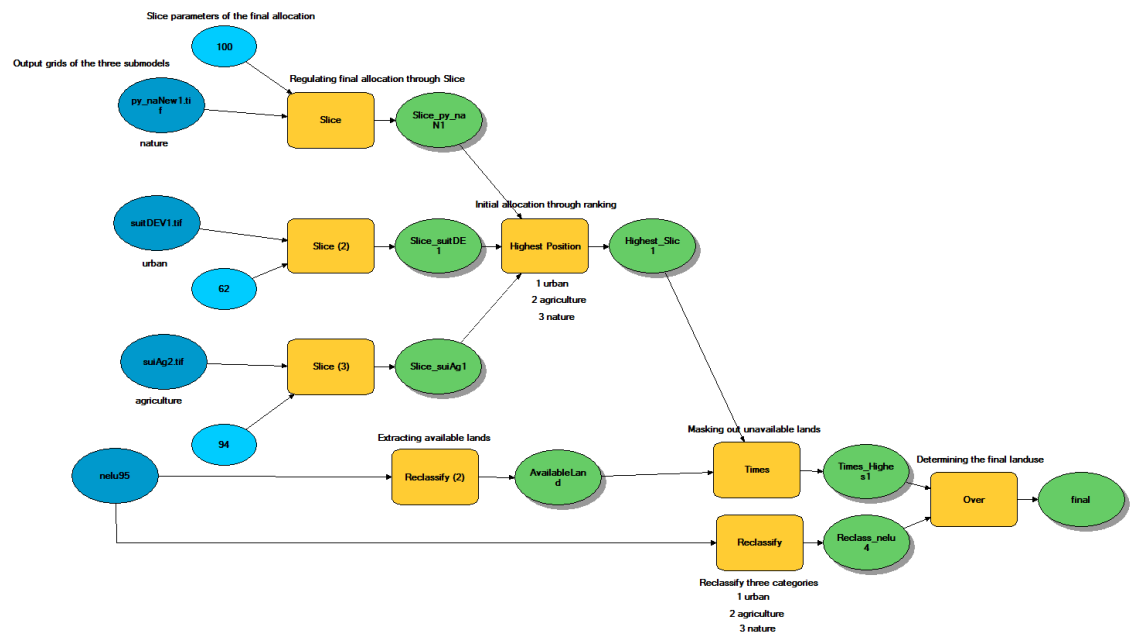 Slice parameters of the final allocation
100
Output grids of the three submodels
Regulating final allocation through Slice
py_naNew1.ti
f
Slice
Slice_py_na
N1
nature
Initial allocation through ranking
suitDEV1.tif
Slice (2)
Slice_suitDE
1
Highest Position
Highest_Slic
1
urban
62
1 urban
2 agriculture
3 nature
suiAg2.tif
Slice (3)
Slice_suiAg1
agriculture
94
Extracting available lands
Masking out unavailable lands
nelu95
Reclassify (2)
AvailableLan
d
Times
Times_Highe
s1
Determining the final landuse
Over
final
Reclassify
Reclass_nelu
4
Reclassify three categories
1 urban
2 agriculture
3 nature